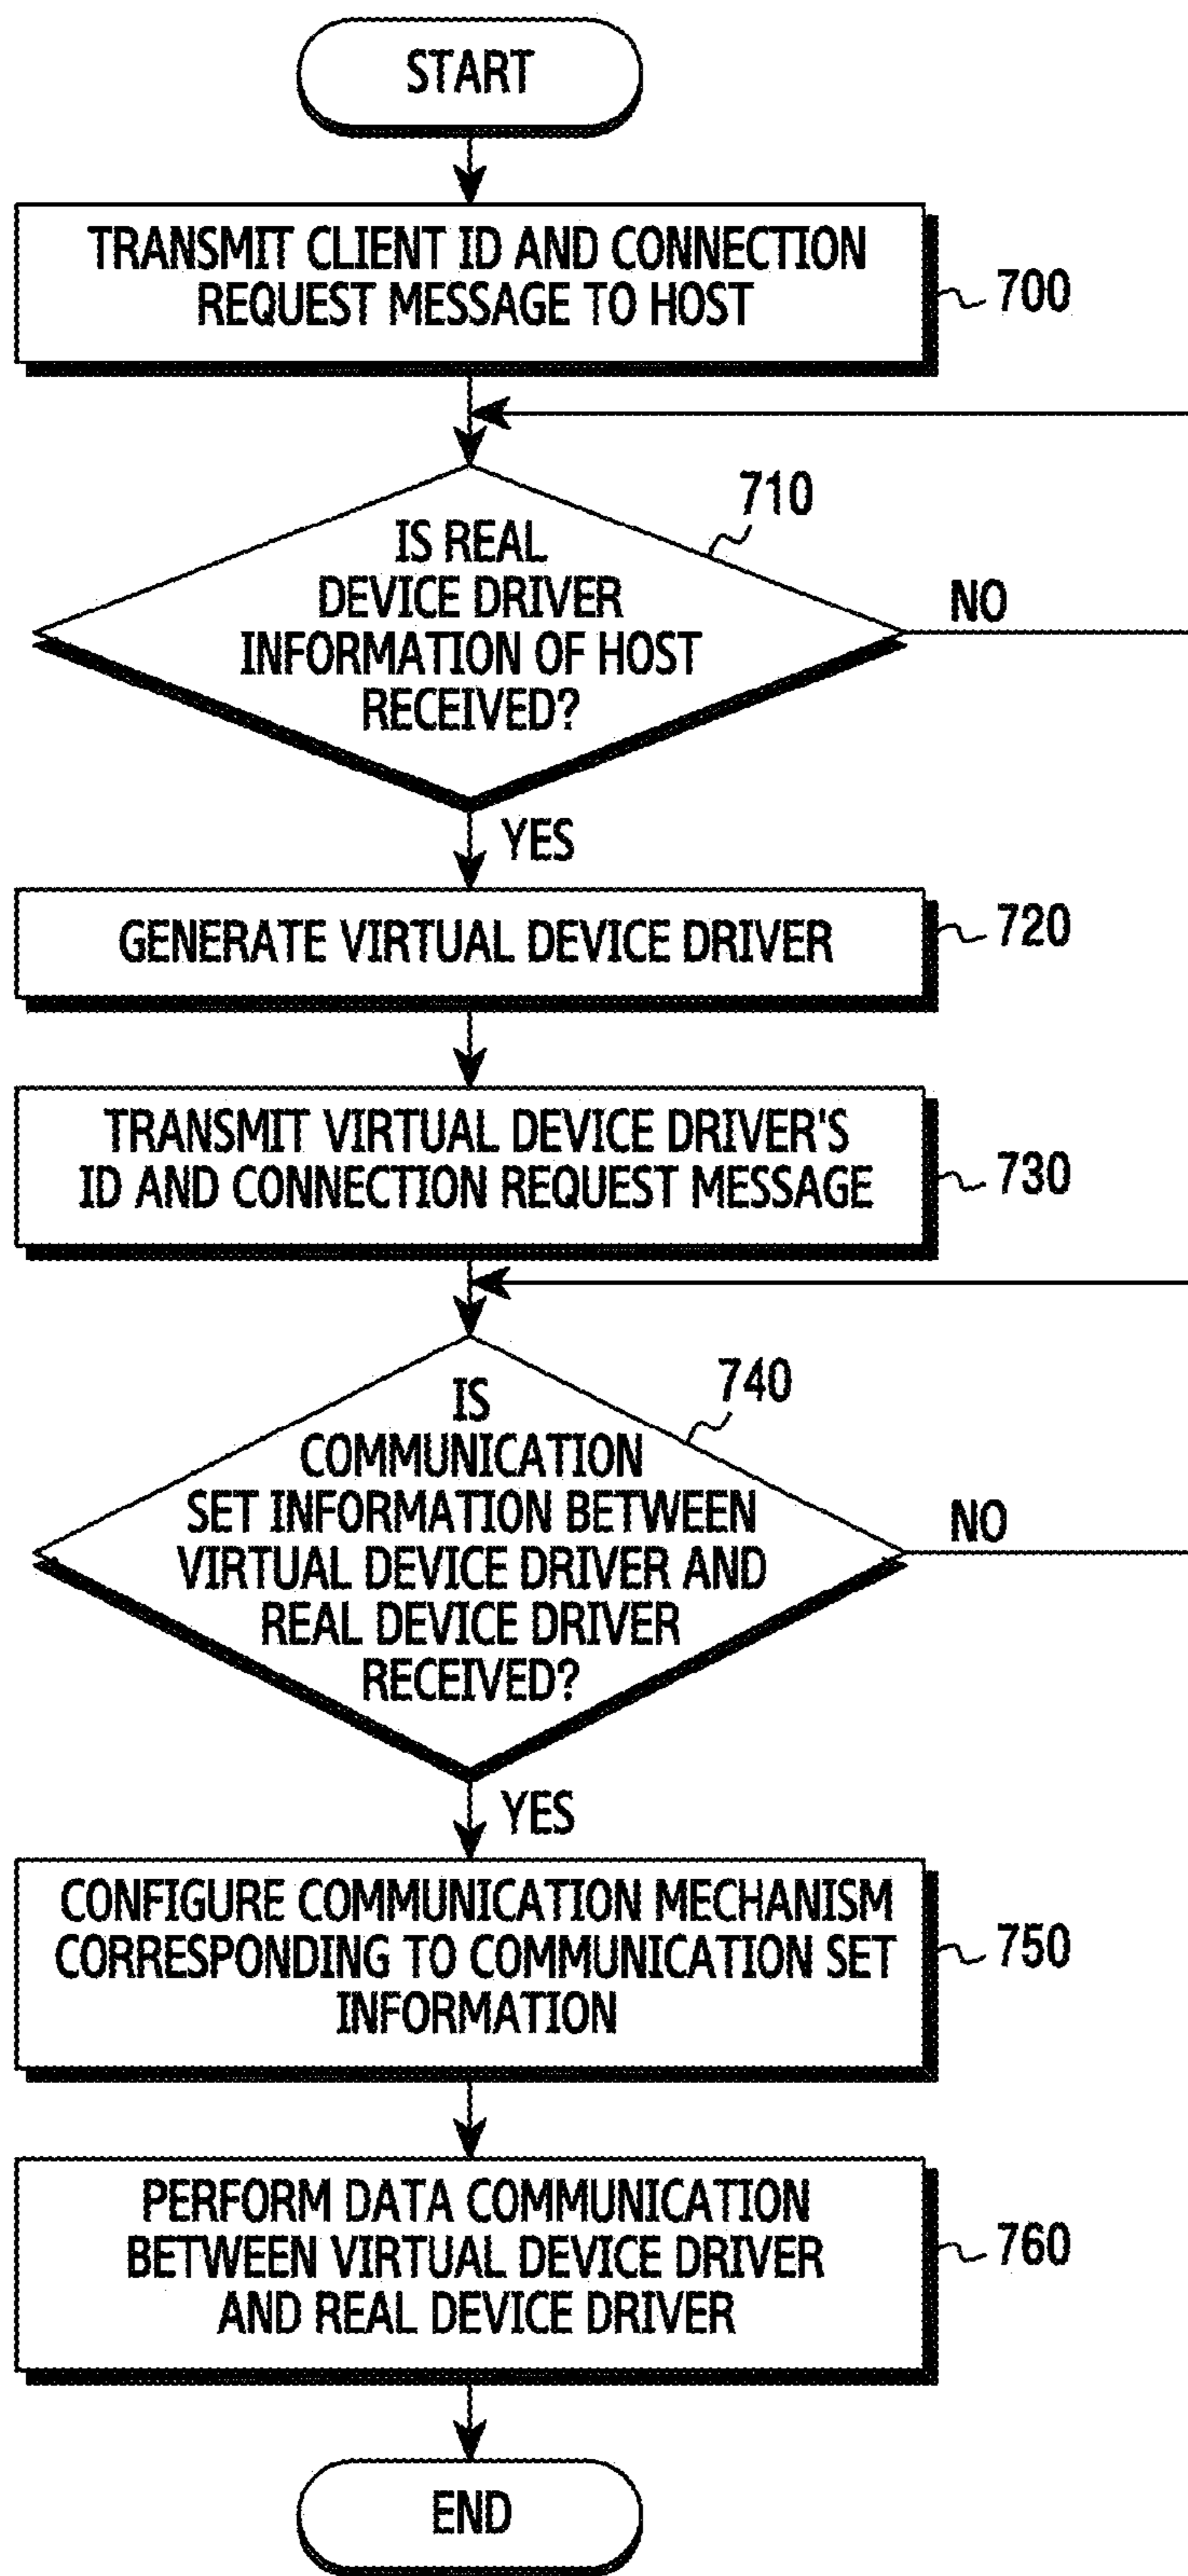 START
TRANSMIT CLIENT ID AND CONNECTION
REQUEST MESSAGE TO HOST
700
710
IS REAL
DEVICE DRIVER
INFORMATION OF HOST
RECEIVED?
NO
YES
GENERATE VIRTUAL DEVICE DRIVER
720
TRANSMIT VIRTUAL DEVICE DRIVER'S
ID AND CONNECTION REQUEST MESSAGE
730
740
IS
COMMUNICATION
SET INFORMATION BETWEEN
VIRTUAL DEVICE DRIVER AND
REAL DEVICE DRIVER
RECEIVED?
NO
YES
CONFIGURE COMMUNICATION MECHANISM
CORRESPONDING TO COMMUNICATION SET
INFORMATION
750
PERFORM DATA COMMUNICATION
BETWEEN VIRTUAL DEVICE DRIVER
AND REAL DEVICE DRIVER
760
END